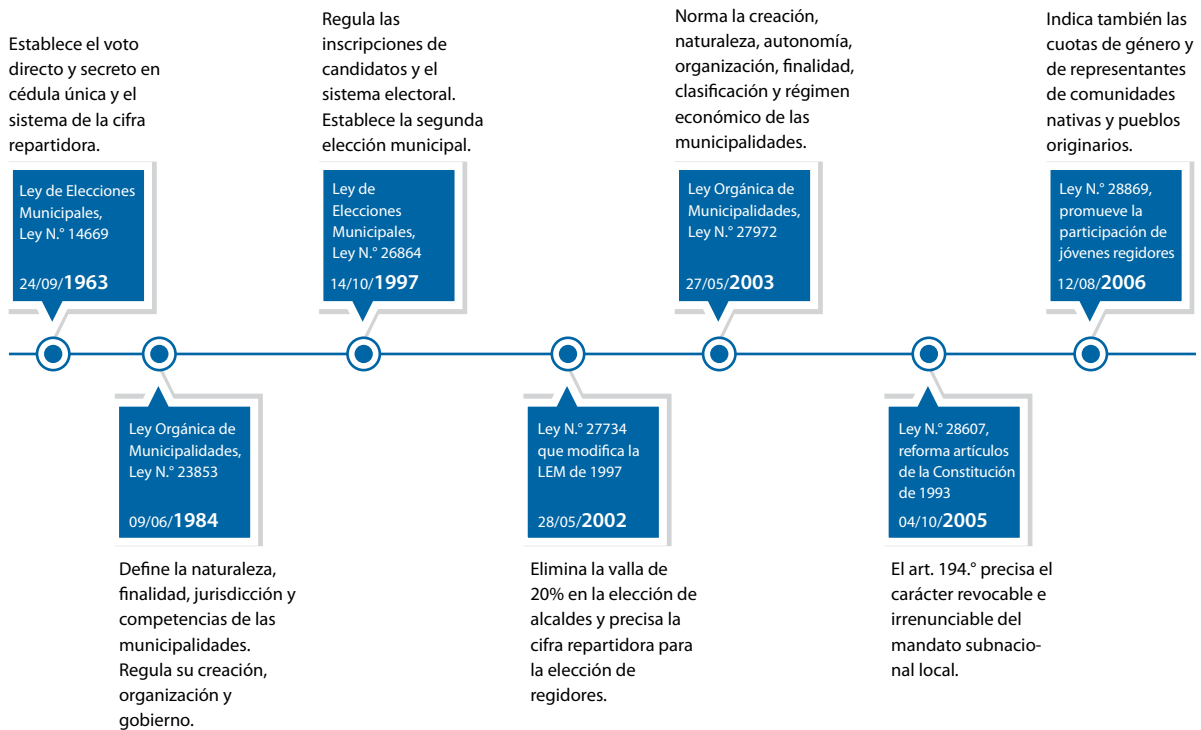 Establece el voto
directo y secreto en
cédula única y el
sistema de la cifra
repartidora.
Ley de Elecciones
Municipales,
Ley N.° 14669
24/09/1963
Ley Orgánica de
Municipalidades,
Ley N.° 23853
09/06/1984
Define la naturaleza,
finalidad, jurisdicción y
competencias de las
municipalidades.
Regula su creación,
organización y
gobierno.
Regula las
inscripciones de
candidatos y el
sistema electoral.
Establece la segunda
elección municipal.
Ley de
Elecciones
Municipales,
Ley N.° 26864
14/10/1997
Ley N.° 27734
que modifica la
LEM de 1997
28/05/2002
Elimina la valla de
20% en la elección de
alcaldes y precisa la
cifra repartidora para
la elección de
regidores.
Norma la creación,
naturaleza, autonomía,
organización, finalidad,
clasificación y régimen
económico de las
municipalidades.
Ley Orgánica de
Municipalidades,
Ley N.° 27972
27/05/2003
Ley N.° 28607,
reforma artículos
de la Constitución
de 1993
04/10/2005
El art. 194.° precisa el
carácter revocable e
irrenunciable del
mandato subnacio-
nal local.
Indica también las
cuotas de género y
de representantes
de comunidades
nativas y pueblos
originarios.
Ley N.° 28869,
promueve la
participación de
jóvenes regidores
12/08/2006